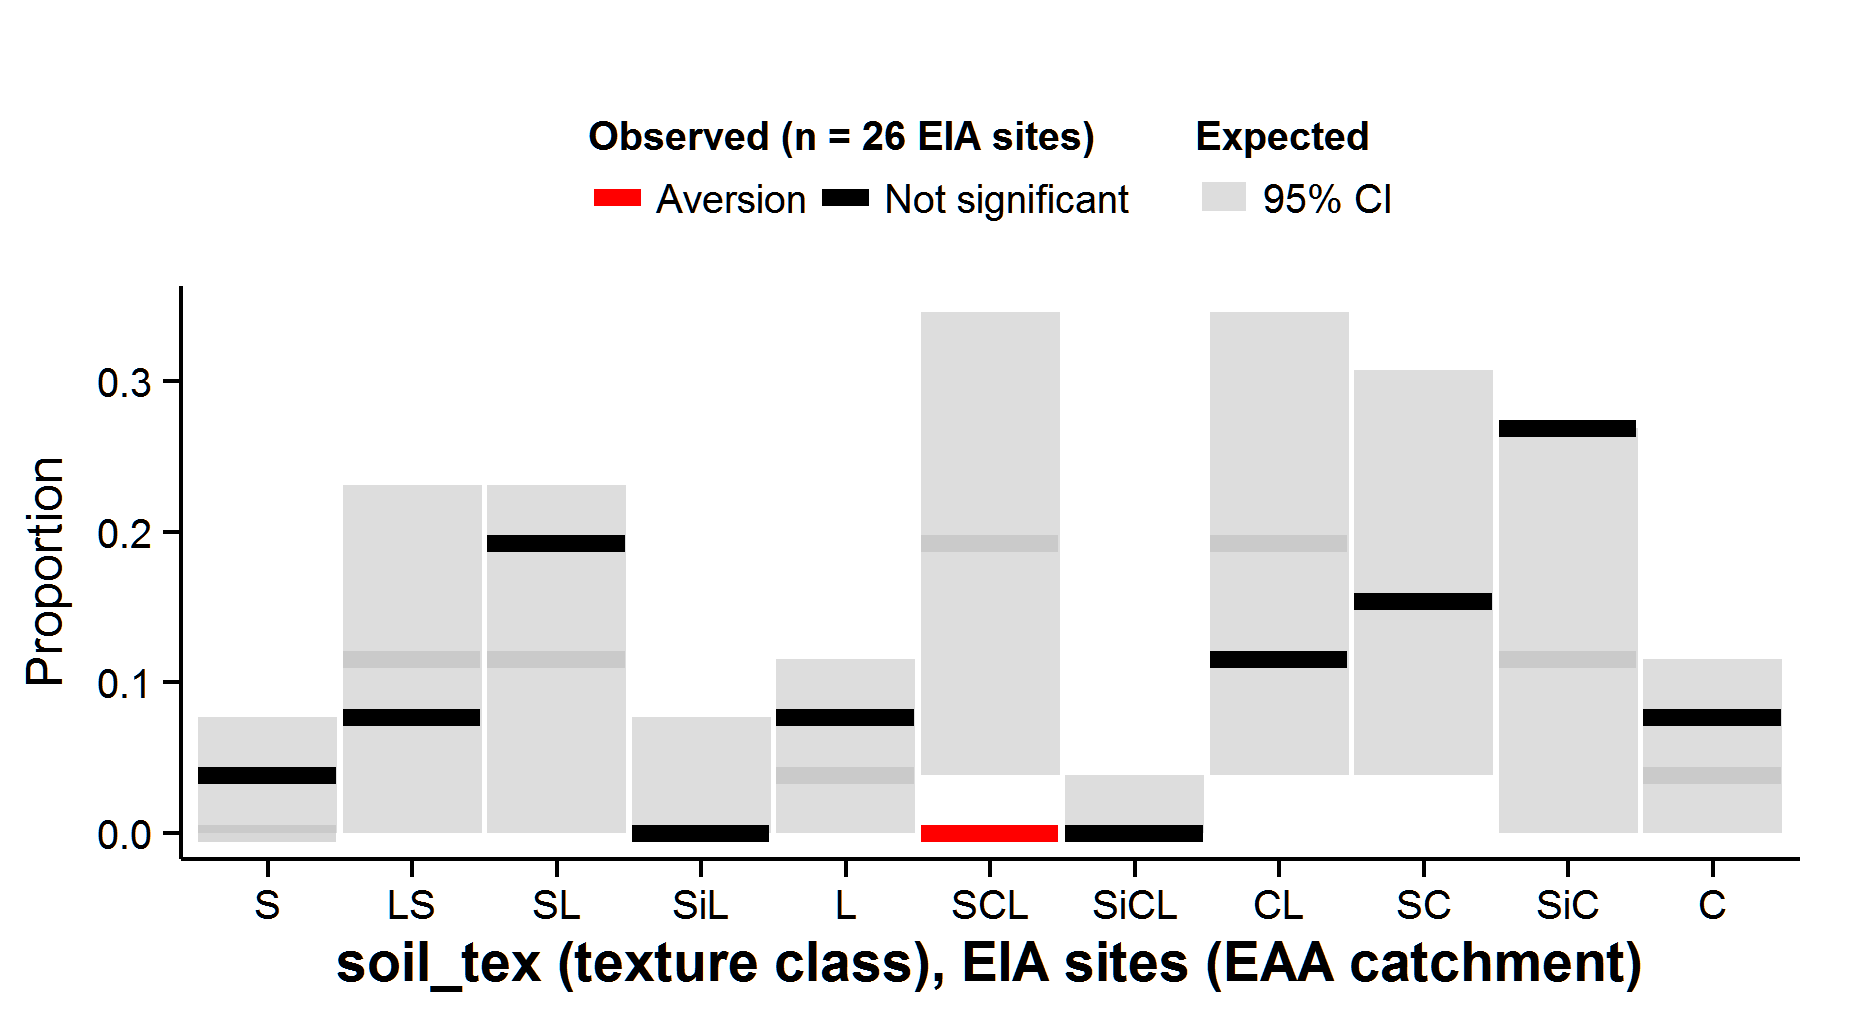 Observed (n = 26 EIA sites) Expected
Aversion Not significant 95% CI
Proportion
0.3
0.2
0.1
0.0
S LS SL SiL L SCL SiCL CL SC SiC C
soil_tex (texture class), EIA sites (EAA catchment)